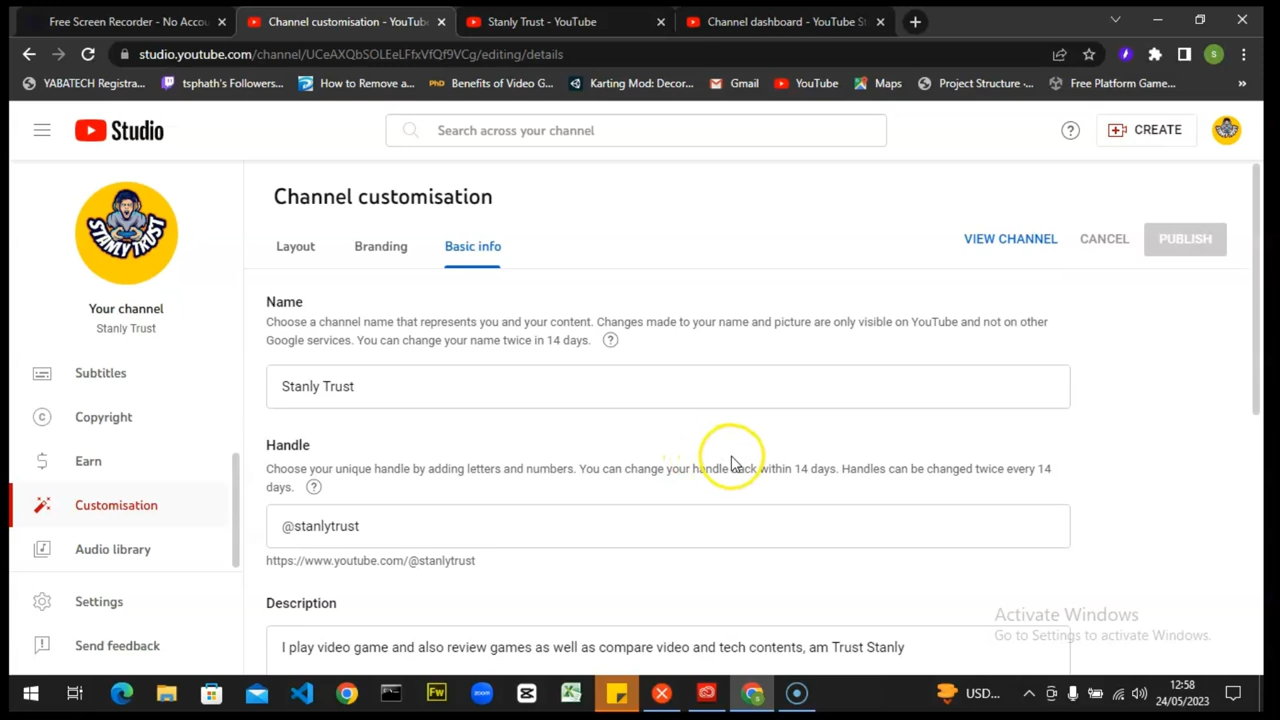 Free Screen Recorder - No Accou
Channel customisation - YouTube
Stanly Trust - YouTube
Channel dashboard - YouTube St
studio.youtube.com/channel/UCeAXQbSOLEeLFfxVfQf9VCg/editing/details
S
YABATECH Registra...
tsphath's Followers...
How to Remove a...
PhD
Benefits of Video G...
Karting Mod: Decor...
Gmail
YouTube
Maps
Project Structure -...
Free Platform Game...
»
Studio
Search across your channel
CREATE
STANLY TRUST
Your channel
Stanly Trust
Subtitles
Copyright
Earn
Customisation
Audio library
Settings
Send feedback
Channel customisation
Layout
Branding
Basic info
VIEW CHANNEL
CANCEL
PUBLISH
Name
Choose a channel name that represents you and your content. Changes made to your name and picture are only visible on YouTube and not on other
Google services. You can change your name twice in 14 days. ?
Stanly Trust
Handle
Choose your unique handle by adding letters and numbers. You can change your handle back within 14 days. Handles can be changed twice every 14
days. ?
@stanlytrust
https://www.youtube.com/@stanlytrust
Description
I play video game and also review games as well as compare video and tech contents, am Trust Stanly
Activate Windows
Go to Settings to activate Windows.
Fw
zoom
USD...
12:58
24/05/2023